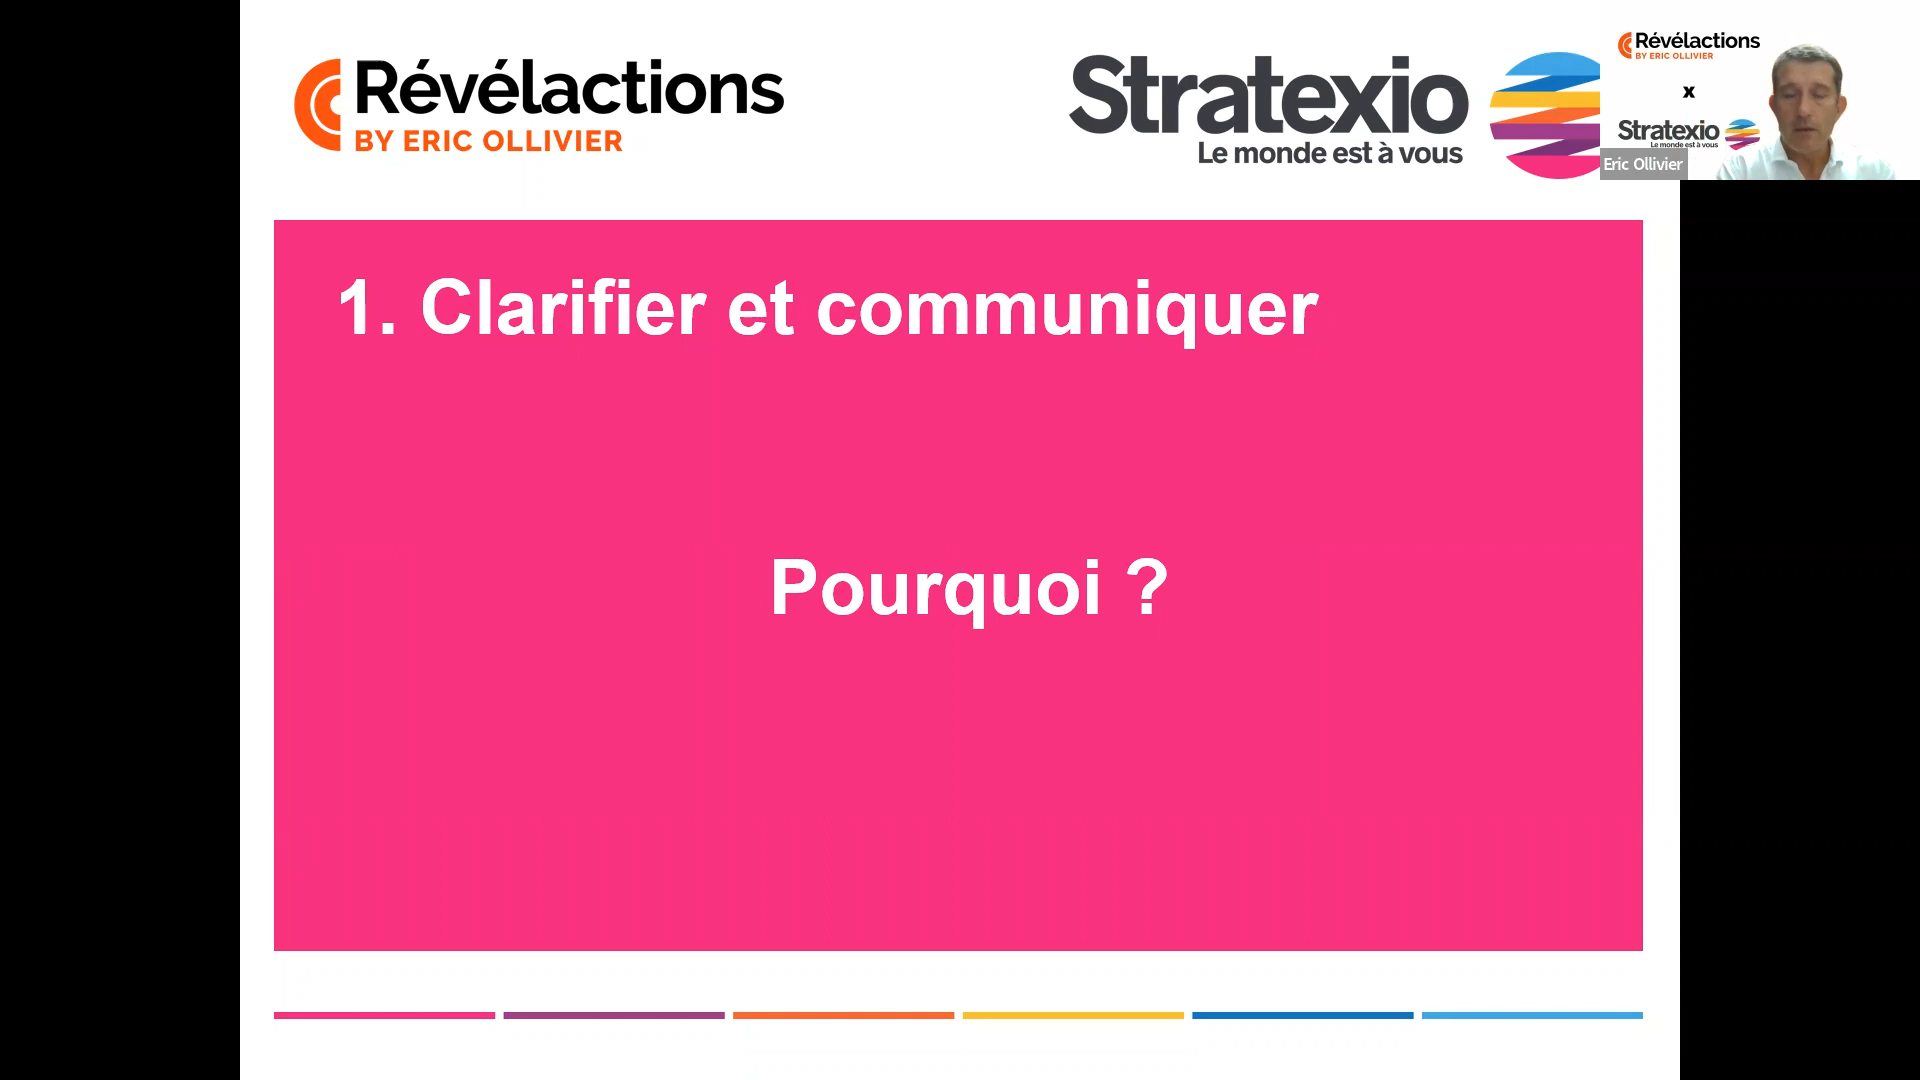 Révélactions
BY ERIC OLLIVIER
Stratexio
Le monde est à vous
Révélactions
BY ERIC OLLIVIER
x
Stratexio
Le monde est à vous
Eric Ollivier
1. Clarifier et communiquer
Pourquoi ?